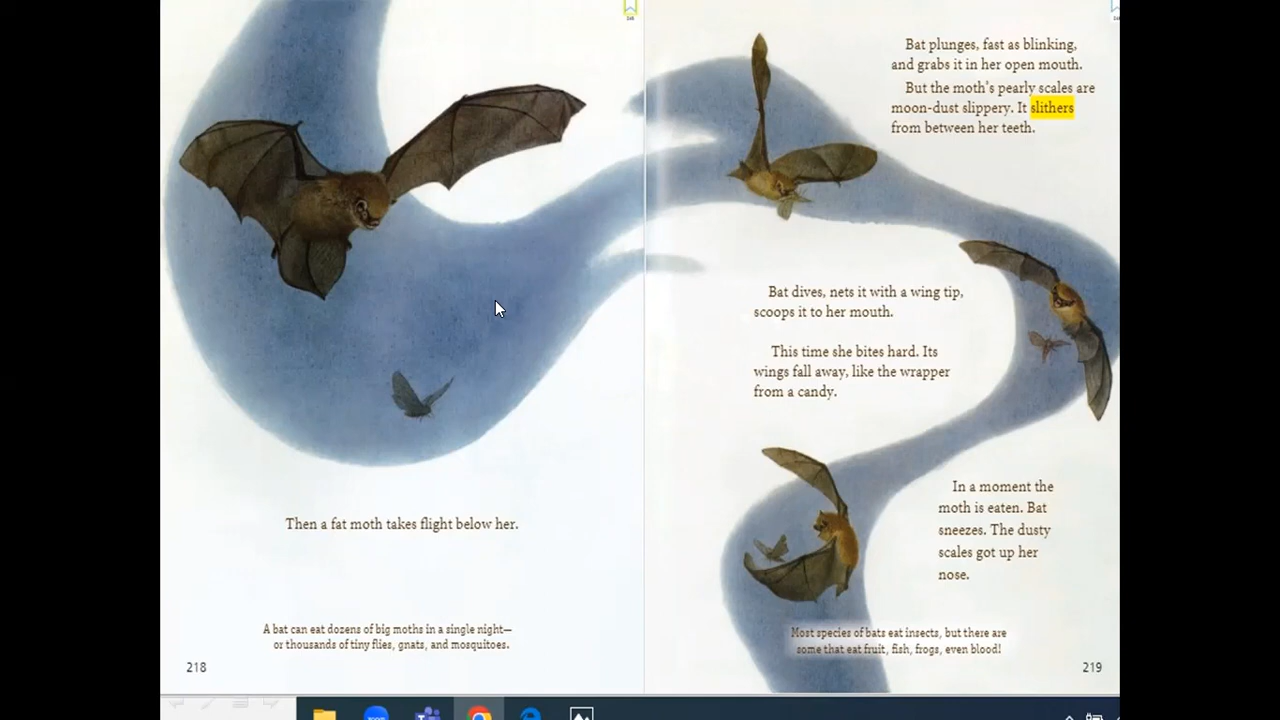 Then a fat moth takes flight below her.
A bat can eat dozens of big moths in a single night—
or thousands of tiny flies, gnats, and mosquitoes.
218
Bat plunges, fast as blinking,
and grabs it in her open mouth.
But the moth's pearly scales are
moon-dust slippery. It slithers
from between her teeth.
Bat dives, nets it with a wing tip,
scoops it to her mouth.
This time she bites hard. Its
wings fall away, like the wrapper
from a candy.
In a moment the
moth is eaten. Bat
sneezes. The dusty
scales got up her
nose.
Most species of bats eat insects, but there are
some that eat fruit, fish, frogs, even blood!
219